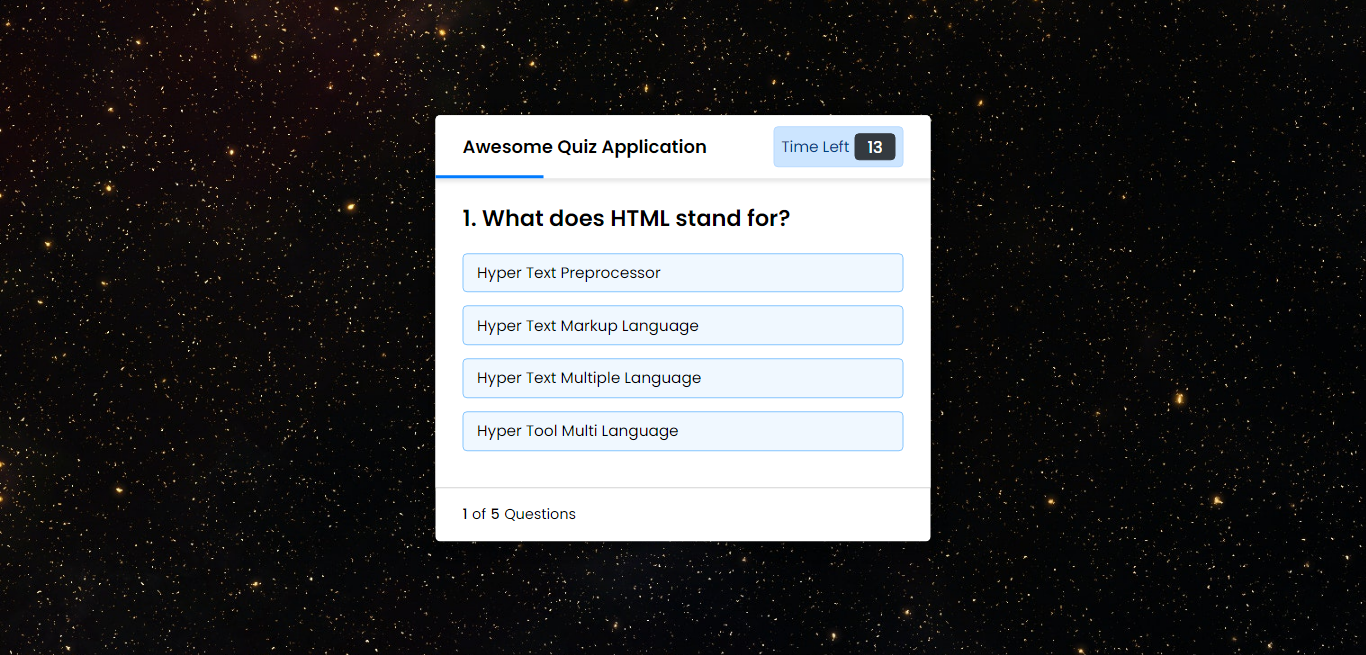 Awesome Quiz Application
Time Left 13
1. What does HTML stand for?
Hyper Text Preprocessor
Hyper Text Markup Language
Hyper Text Multiple Language
Hyper Tool Multi Language
1 of 5 Questions